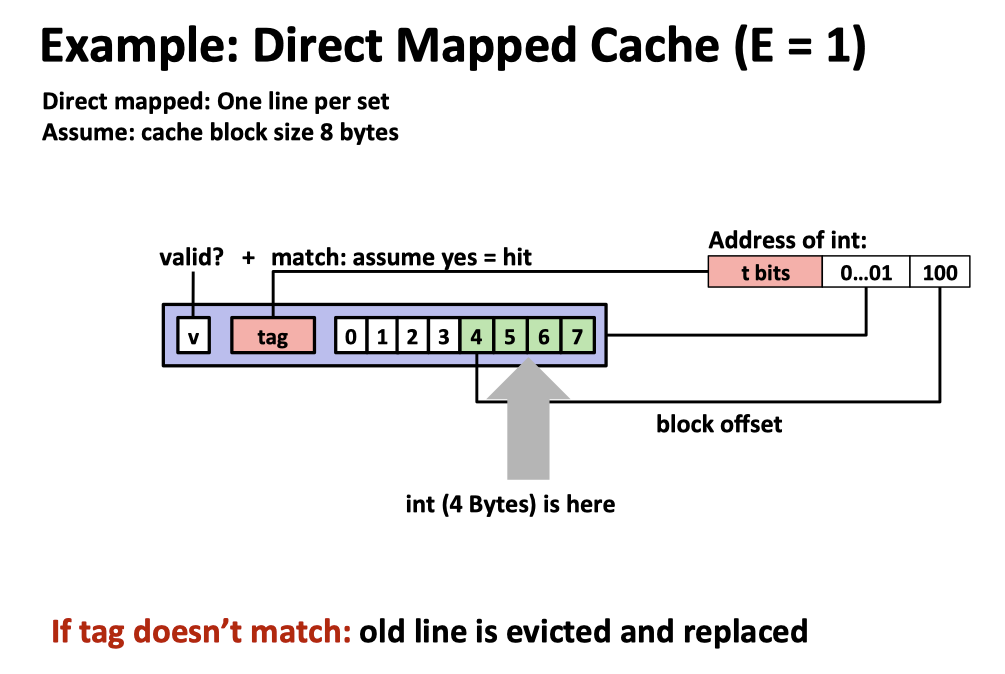 Example: Direct Mapped Cache (E = 1)
Direct mapped: One line per set
Assume: cache block size 8 bytes
Address of int:
valid? + match: assume yes = hit
t bits 0...01 100
v tag 0 1 2 3 4 5 6 7
block offset
int (4 Bytes) is here
If tag doesn’t match: old line is evicted and replaced